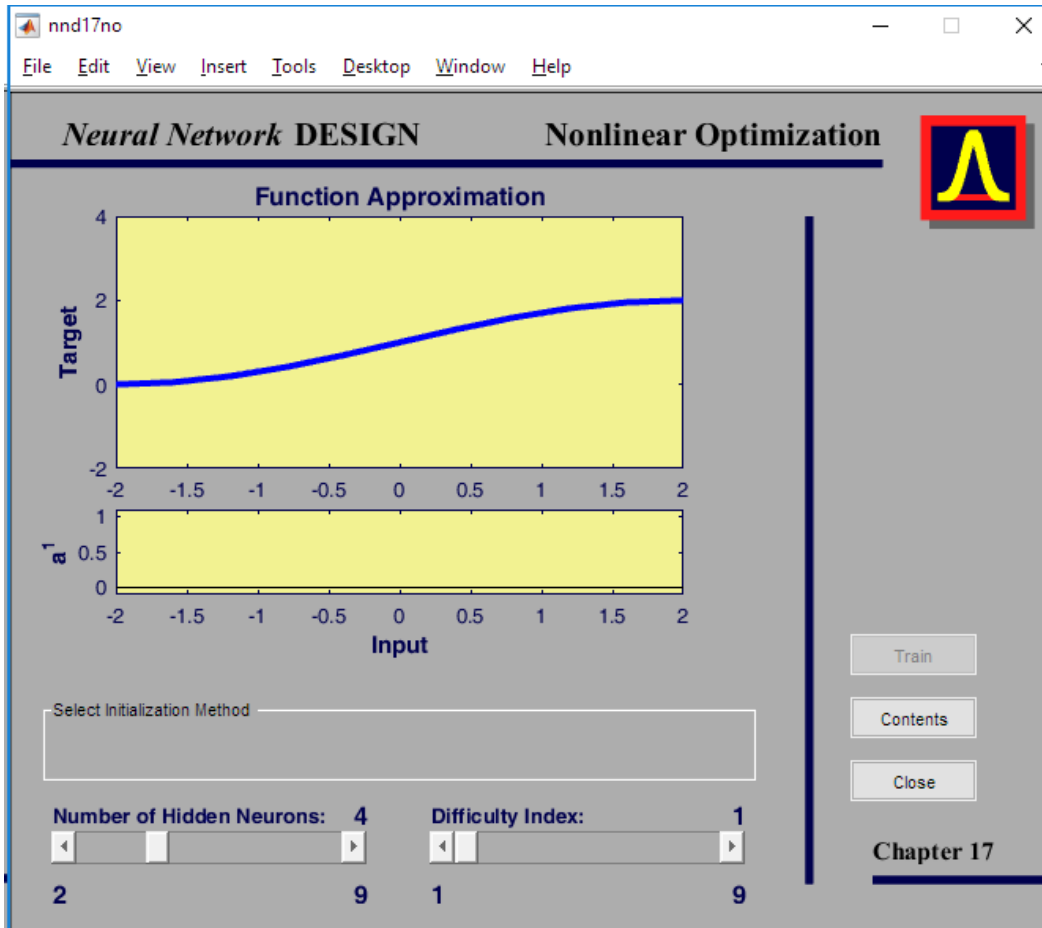 nnd17no
File Edit View Insert Tools Desktop Window Help
Neural Network DESIGN Nonlinear Optimization
Function Approximation
4
2
0
-2
Target
-2 -1.5 -1 -0.5 0 0.5 1 1.5 2
1
0.5
0
a1
-2 -1.5 -1 -0.5 0 0.5 1 1.5 2
Input
Train
Select Initialization Method
Contents
Close
Number of Hidden Neurons: 4 Difficulty Index: 1
Chapter 17
2 9 1 9